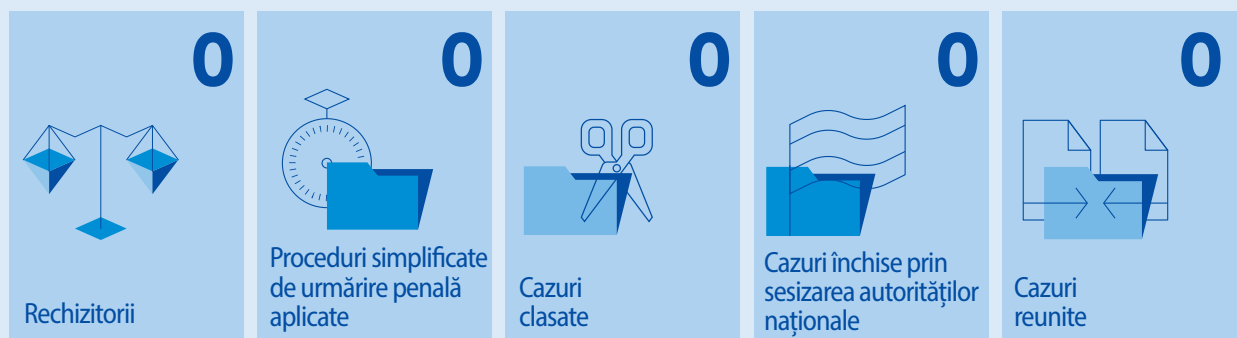 0
Rechizitorii
0
Proceduri simplificate
de urmărire penală
aplicate
0
Cazuri
clasate
0
Cazuri închise prin
sesizarea autorităților
naționale
0
Cazuri
reunite